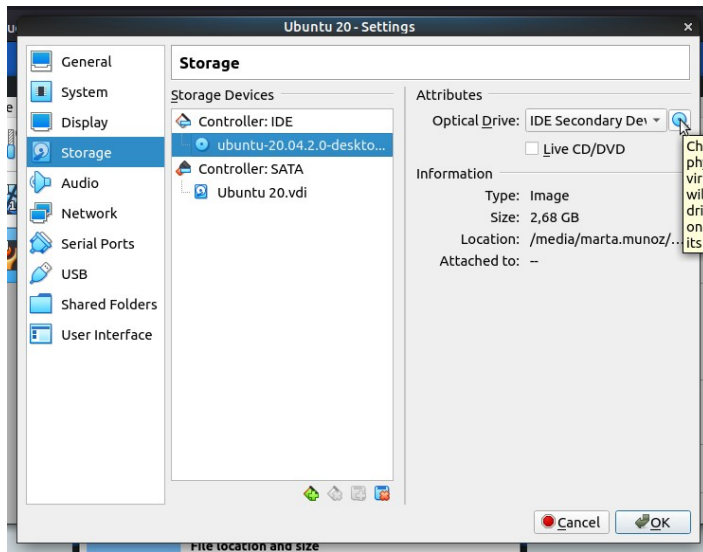 Ubuntu 20 - Settings
General
System
Display
Storage
Audio
Network
Serial Ports
USB
Shared Folders
User Interface
Storage
Storage Devices
Controller: IDE
ubuntu-20.04.2.0-deskto...
Controller: SATA
Ubuntu 20.vdi
Attributes
Optical Drive: IDE Secondary De
Live CD/DVD
Information
Type: Image
Size: 2,68 GB
Location: /media/marta.munoz/...
Attached to: --
Ch
phy
vir
wil
dri
on
its
Cancel OK
File location and size